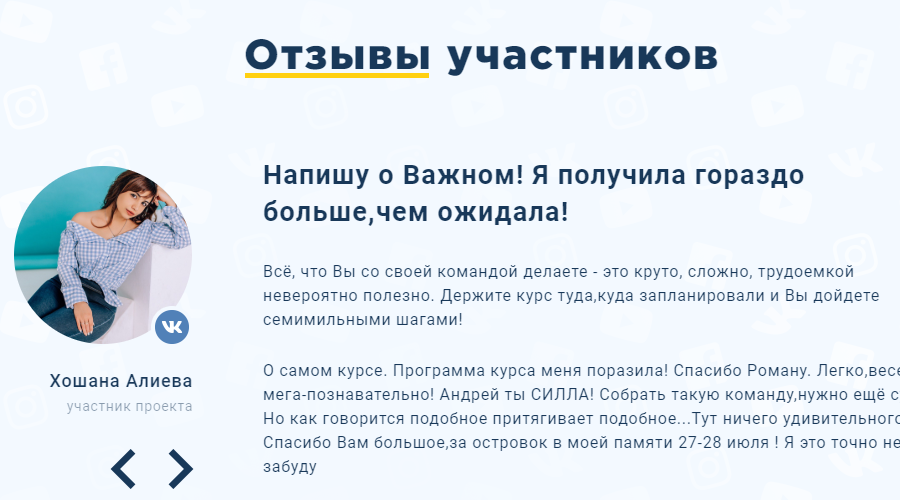 Отзывы участников
Напишу о Важном! Я получила гораздо
больше,чем ожидала!
Всё, что Вы со своей командой делаете - это круто, сложно, трудоемкой
невероятно полезно. Держите курс туда,куда запланировали и Вы дойдете
семимильными шагами!
О самом курсе. Программа курса меня поразила! Спасибо Роману. Легко,весе
мега-познавательно! Андрей ты СИЛЛА! Собрать такую команду,нужно ещё с
Но как говорится подобное притягивает подобное...Тут ничего удивительного
Спасибо Вам большое,за островок в моей памяти 27-28 июля ! Я это точно не
забуду
Хошана Алиева
участник проекта